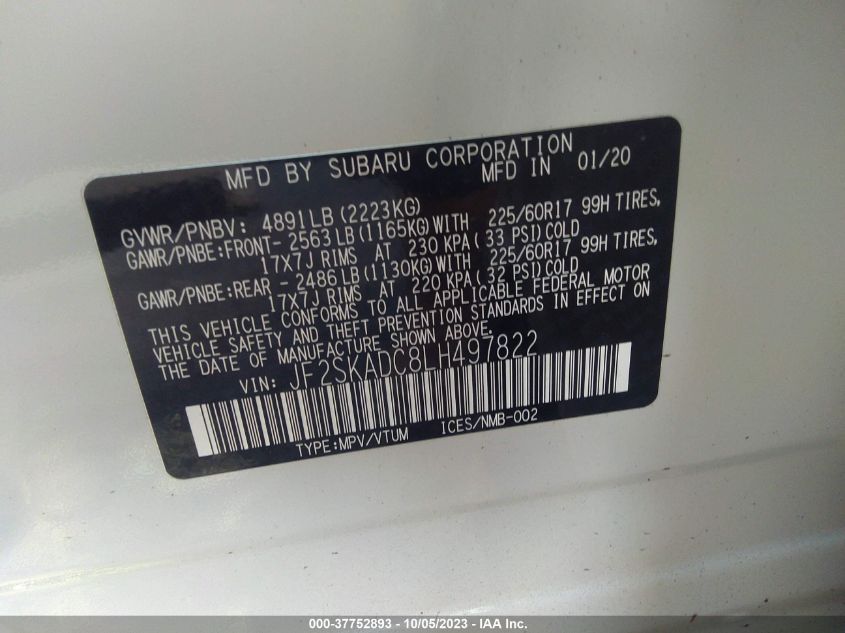 MFD BY SUBARU CORPORATION
MFD IN 01/20
GVWR/PNBV: 4891LB(2223KG)
GAWR/PNBE:FRONT- 2563LB(1165KG)WITH 225/60R17 99H TIRES,
17X7J RIMS AT 230 KPA( 33 PSI)COLD
GAWR/PNBE:REAR - 2486LB(1130KG)WITH 225/60R17 99H TIRES,
17X7J RIMS AT 220 KPA( 32 PSI)COLD
THIS VEHICLE CONFORMS TO ALL APPLICABLE FEDERAL MOTOR
VEHICLE SAFETY AND THEFT PREVENTION STANDARDS IN EFFECT ON
THE DATE OF MANUFACTURE SHOWN ABOVE.
VIN: JF2SKADC8LH497822
TYPE:MPV/VTUM ICES/NMB-002
000-37752893 - 10/05/2023 - IAA Inc.